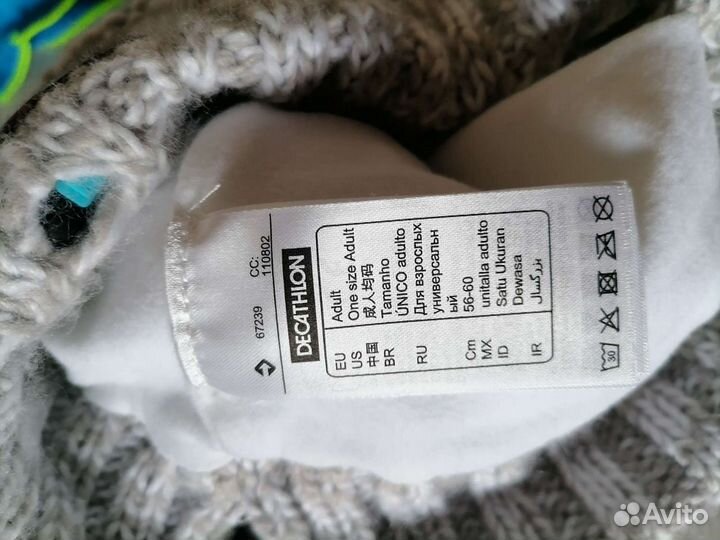 67239
CC:
110802
DECATHLON
EU Adult
US One size Adult
中国 成人均码
BR Tamanho
ÚNICO adulto
RU Для взрослых
универсальн
ый
Cm 56-60
MX unitalla adulto
ID Satu Ukuran
Dewasa
IR بزرگسال
30
Avito